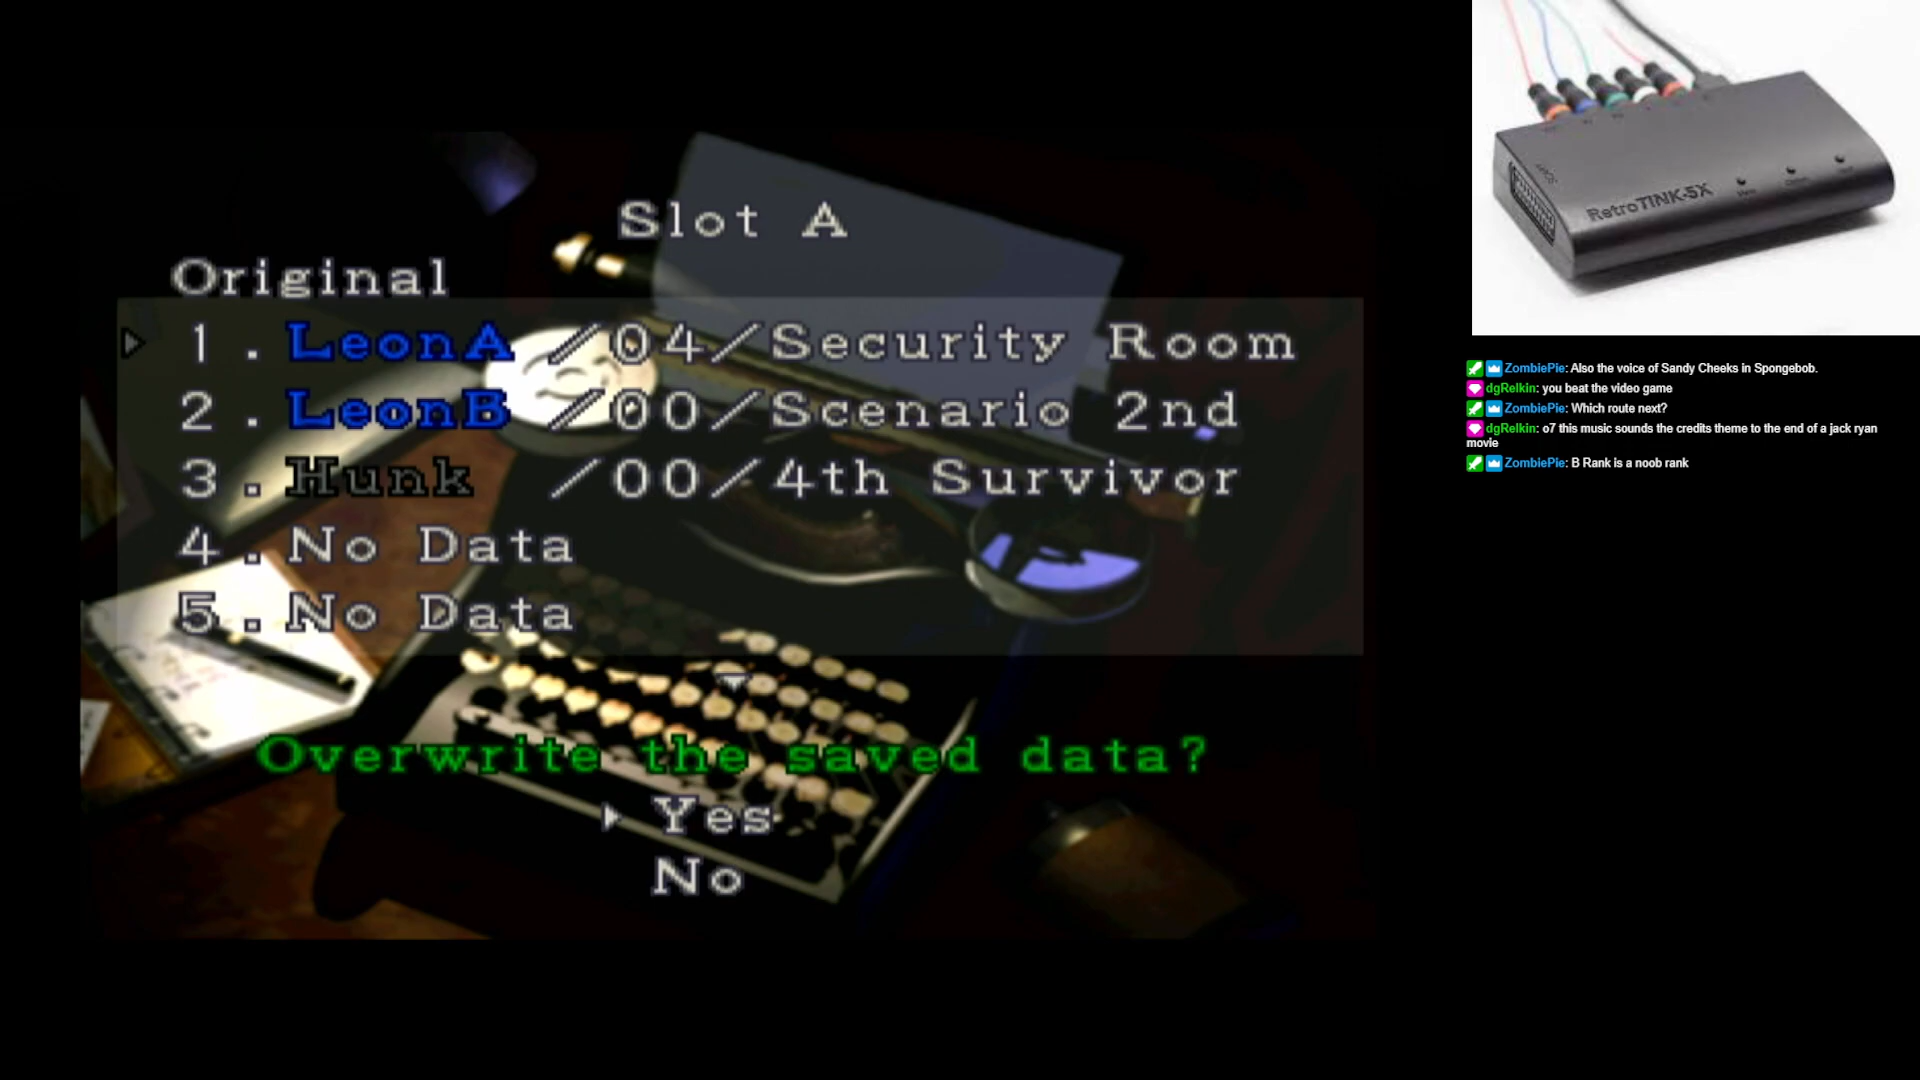 Slot A
Original
1. LeonA /04/Security Room
2. LeonB /00/Scenario 2nd
3. Hunk /00/4th Survivor
4. No Data
5. No Data
Overwrite the saved data?
Yes
No
RetroTINK-5X
ZombiePie: Also the voice of Sandy Cheeks in Spongebob.
dgRelkin: you beat the video game
ZombiePie: Which route next?
dgRelkin: o7 this music sounds the credits theme to the end of a jack ryan
movie
ZombiePie: B Rank is a noob rank